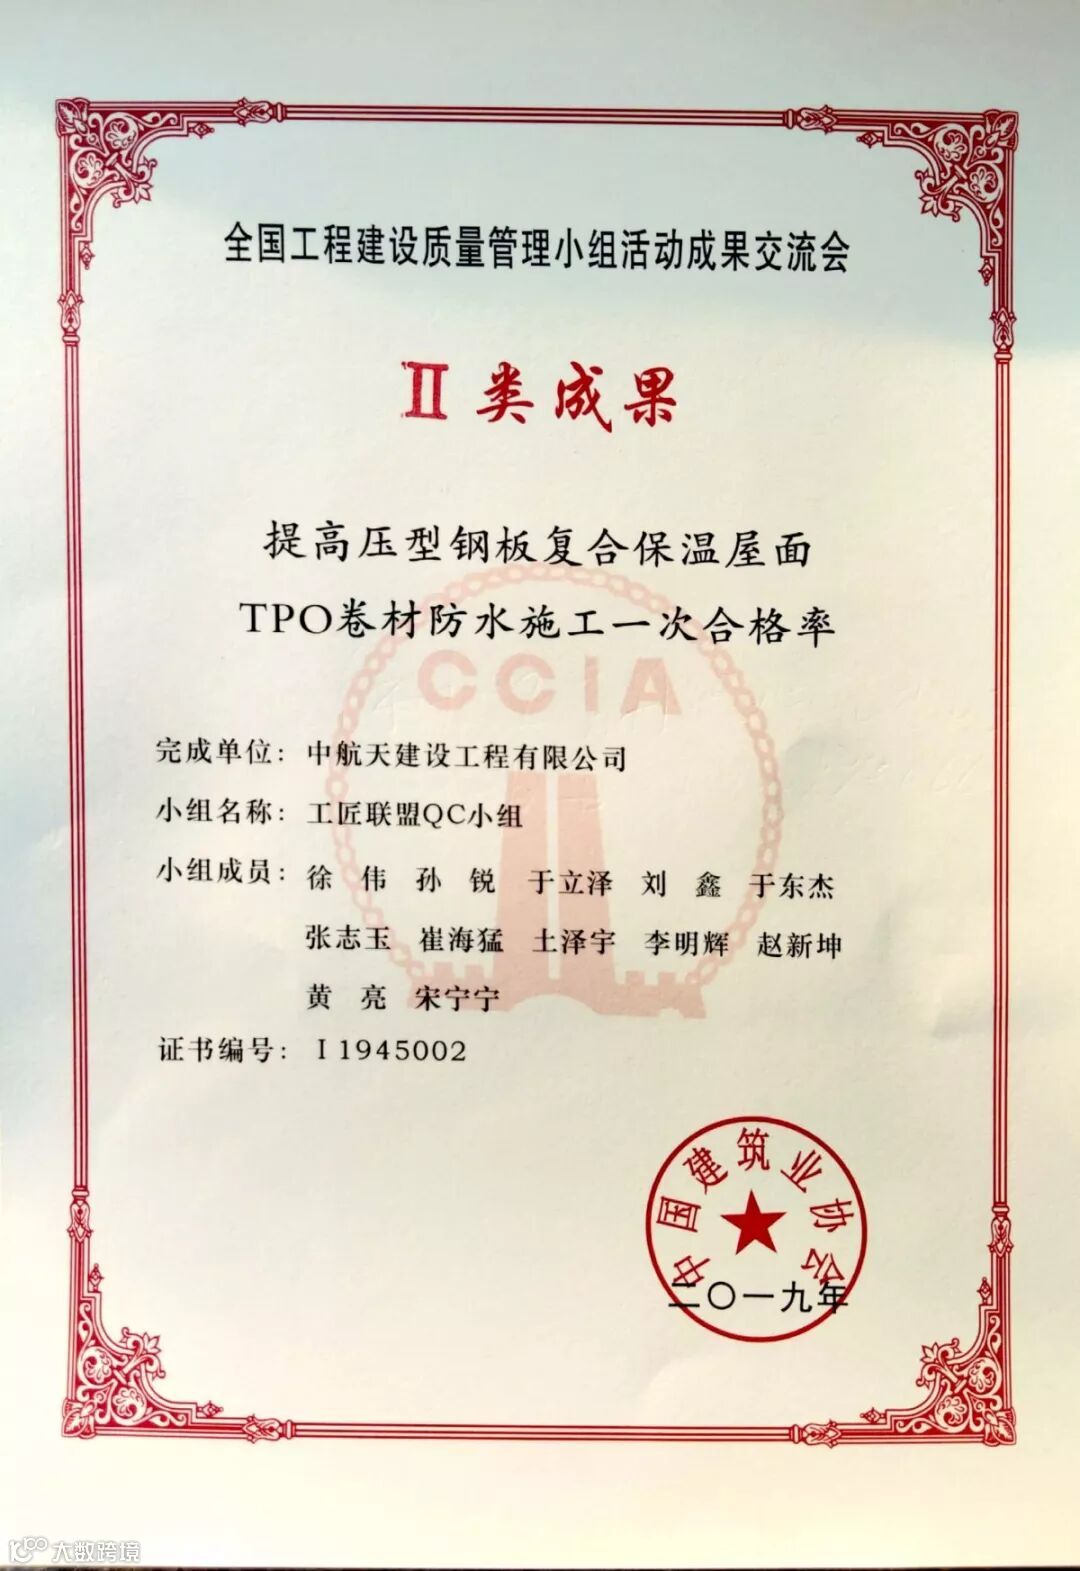 全国工程建设质量管理小组活动成果交流会
Ⅱ类成果
提高压型钢板复合保温屋面
TPO卷材防水施工一次合格率
CCIA
完成单位：中航天建设工程有限公司
小组名称：工匠联盟QC小组
小组成员：徐 伟 孙 锐 于立泽 刘 鑫 于东杰
张志玉 崔海猛 土泽宇 李明辉 赵新坤
黄 亮 宋宁宁
证书编号：I1945002
中国建筑业协会
二〇一九年
大数跨境